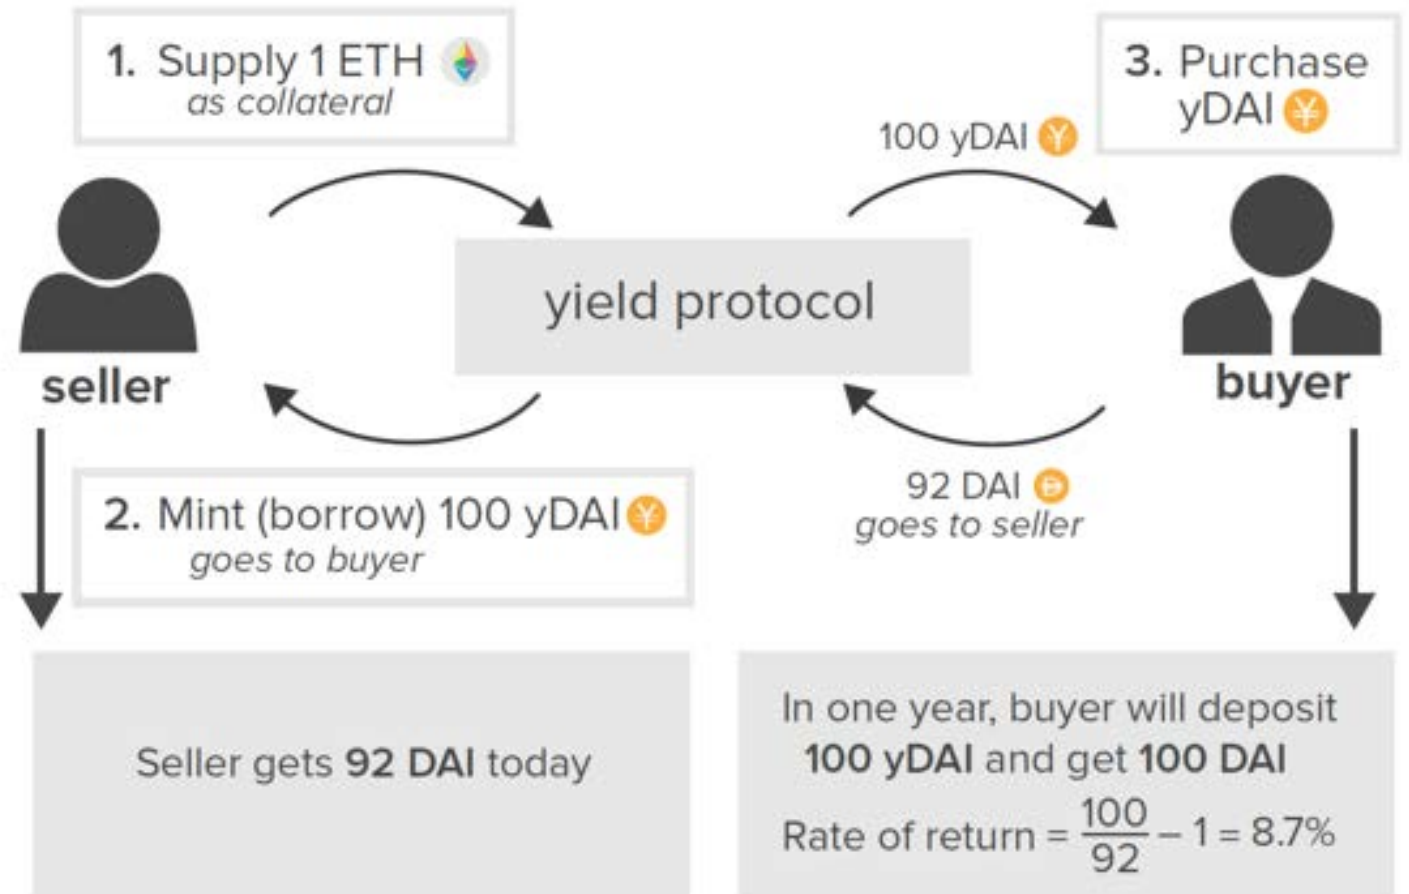 1. Supply 1 ETH
as collateral
3. Purchase
yDAI
100 yDAI
yield protocol
seller
buyer
2. Mint (borrow) 100 yDAI
goes to buyer
92 DAI
goes to seller
Seller gets 92 DAI today
In one year, buyer will deposit
100 yDAI and get 100 DAI
Rate of return = 100/92 – 1 = 8.7%